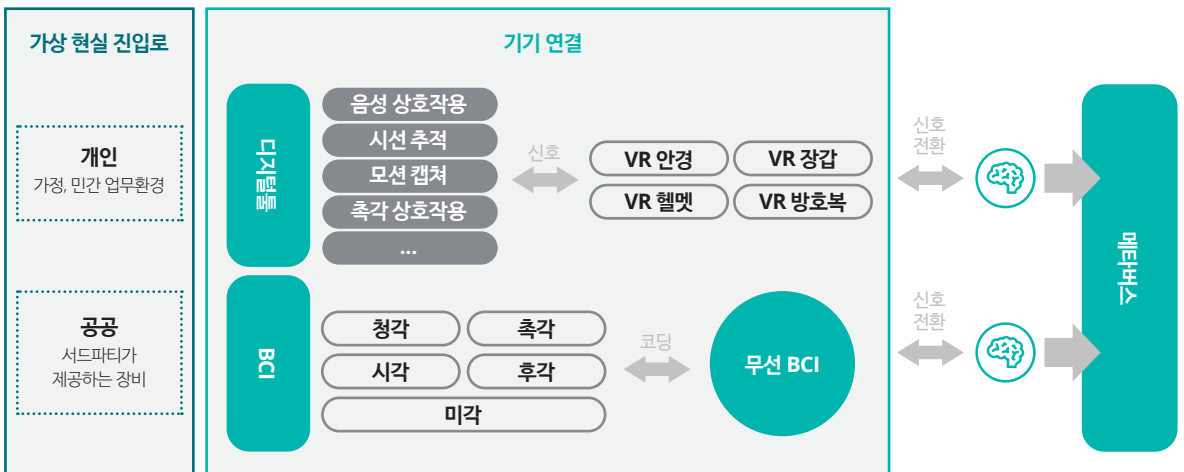 가상 현실 진입로
개인
가정, 민간 업무환경
공공
서드파티가
제공하는 장비
기기 연결
디지털툴
음성 상호작용
시선 추적
모션 캡쳐
촉각 상호작용
...
신호
VR 안경
VR 장갑
VR 헬멧
VR 방호복
BCI
청각
촉각
시각
후각
미각
코딩
무선 BCI
신호
전환
신호
전환
메타버스